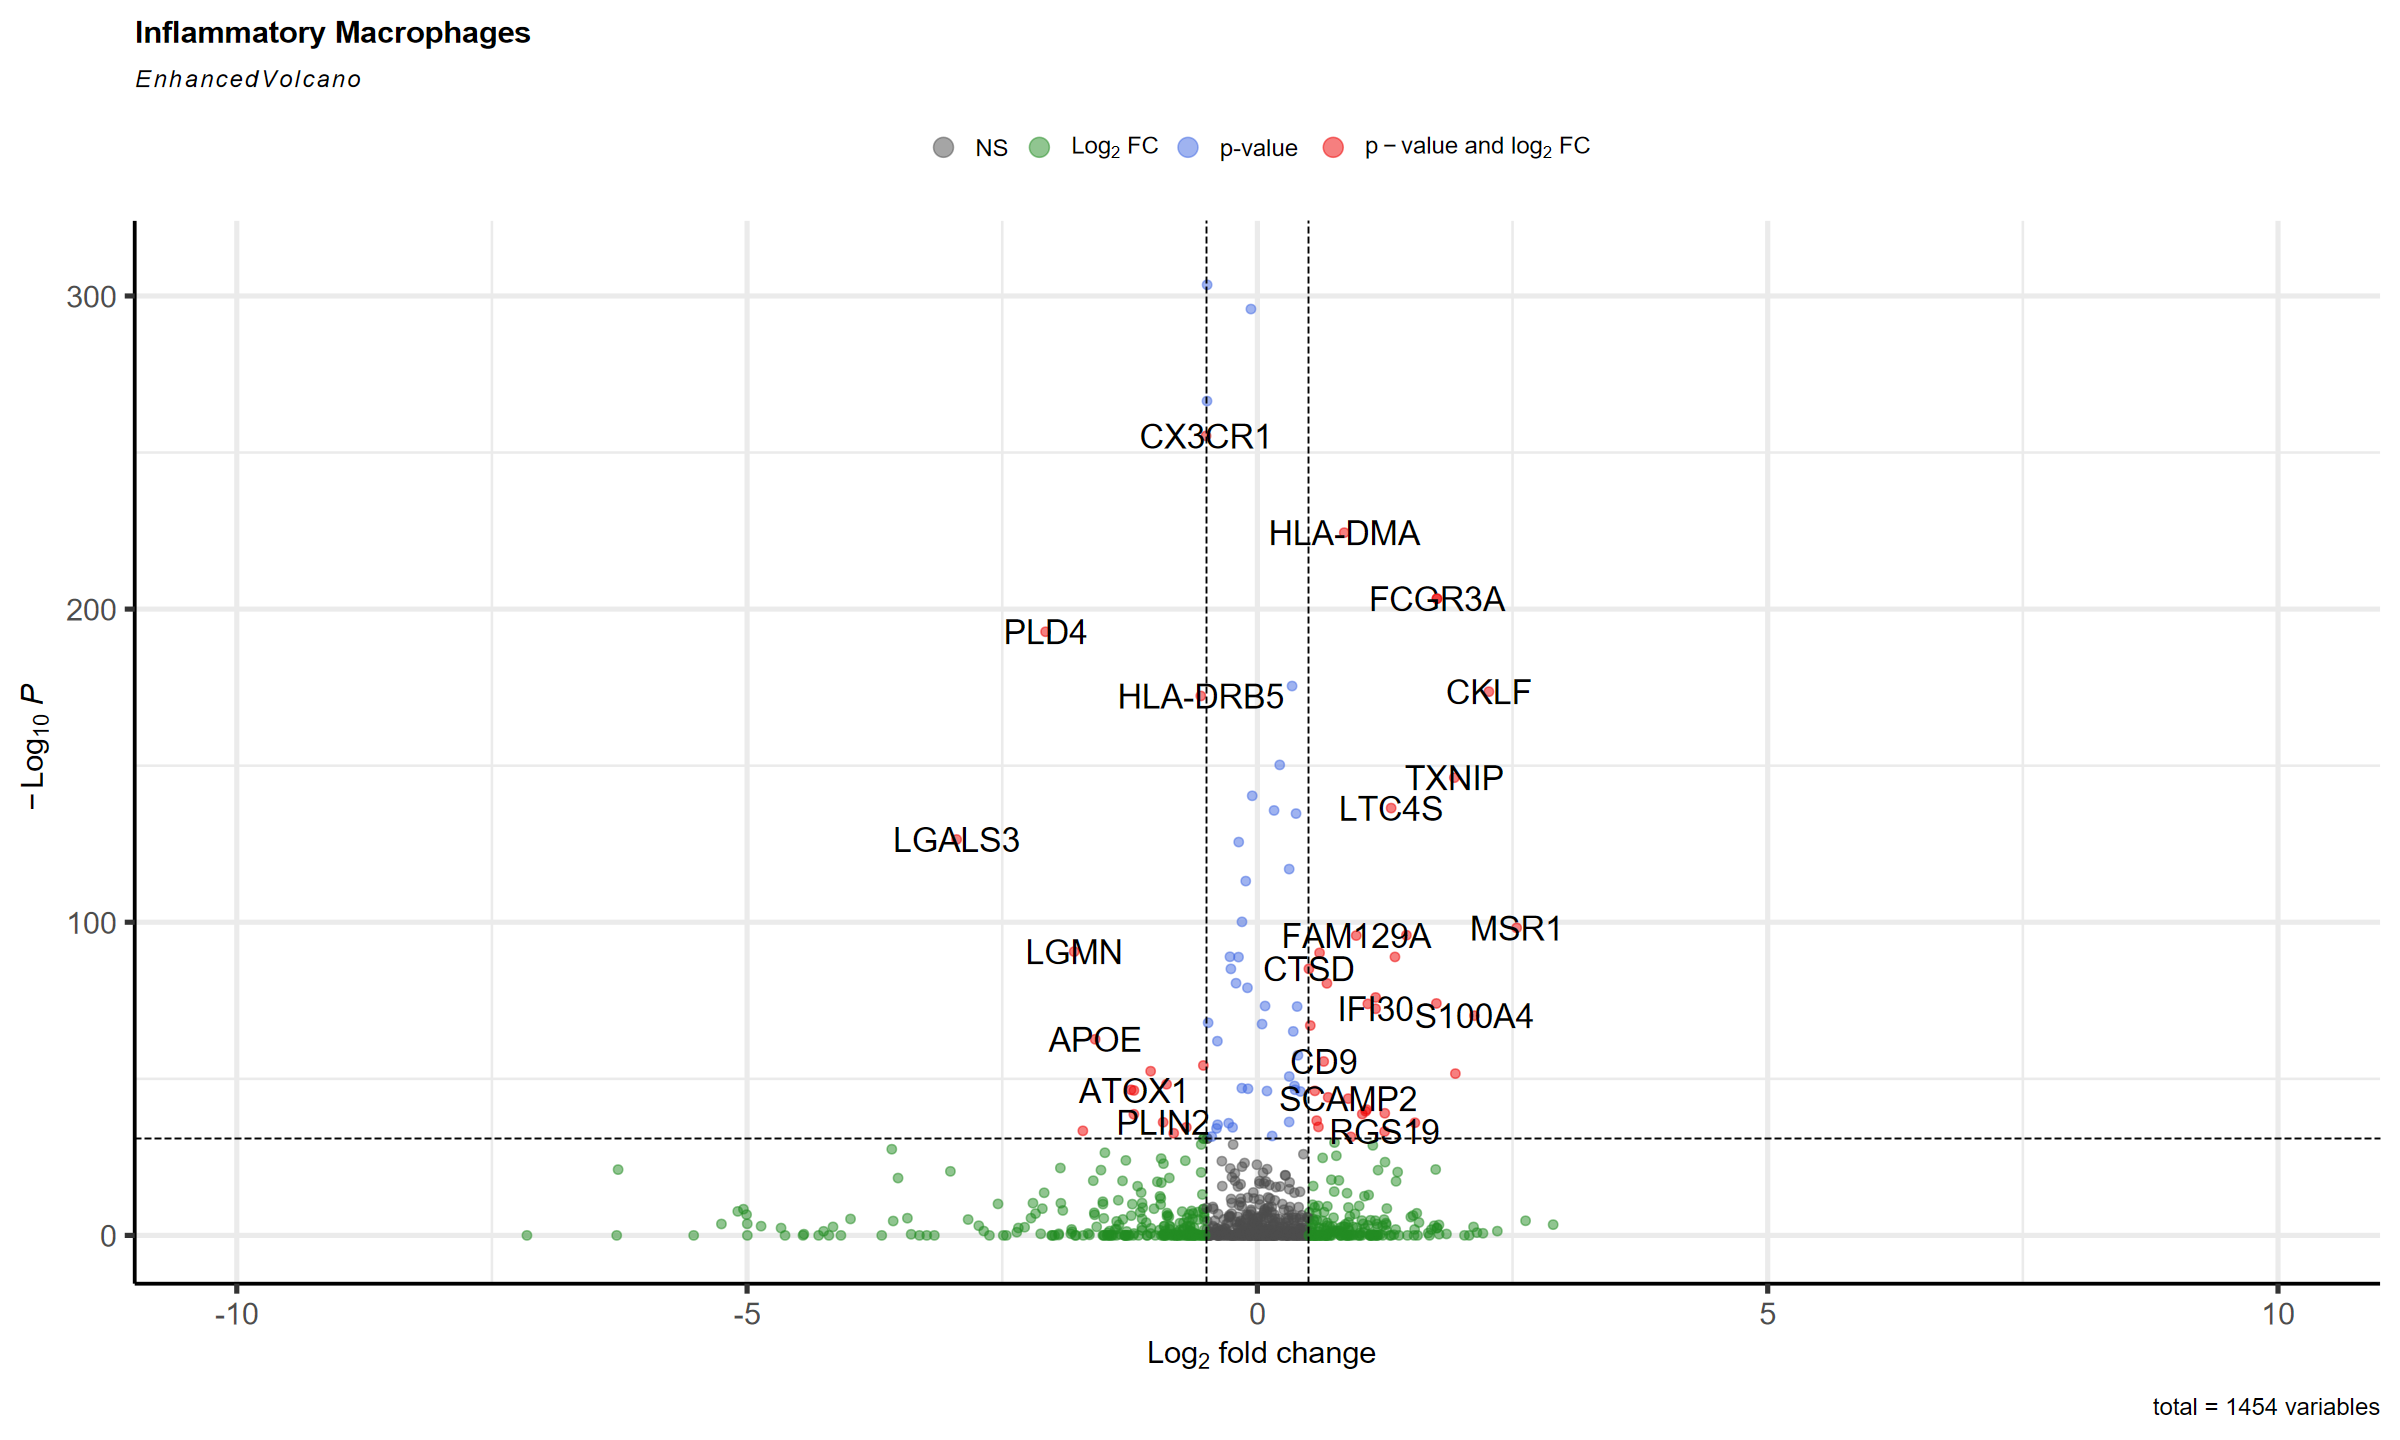 Inflammatory Macrophages
EnhancedVolcano
NS Log₂ FC p-value p − value and log₂ FC
300
200
100
0
− Log₁₀ P
CX3CR1
HLA-DMA
FCGR3A
PLD4
HLA-DRB5
CKLF
TXNIP
LTC4S
LGALS3
MSR1
FAM129A
LGMN
CTSD
IFI30
S100A4
APOE
CD9
ATOX1
SCAMP2
PLIN2
RGS19
-10 -5 0 5 10
Log₂ fold change
total = 1454 variables